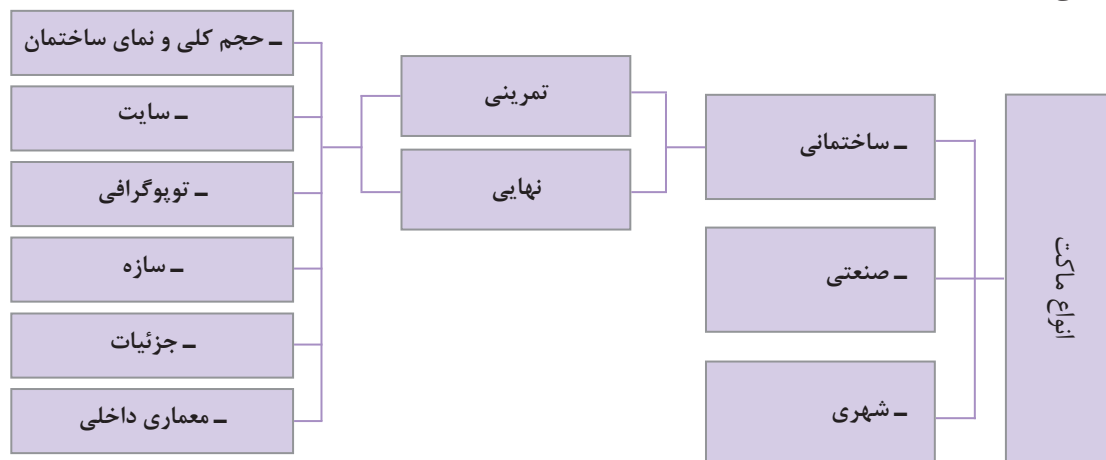 انواع ماکت
ـ ساختمانی
ـ صنعتی
ـ شهری
تمرینی
نهایی
ـ حجم کلی و نمای ساختمان
ـ سایت
ـ توپوگرافی
ـ سازه
ـ جزئیات
ـ معماری داخلی